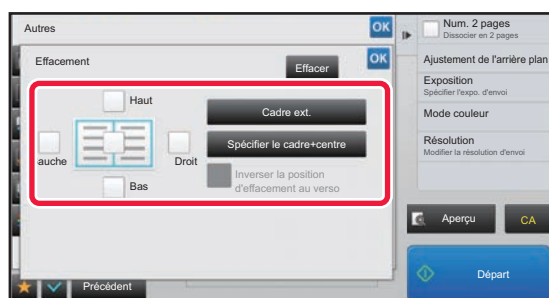 Autres
OK
Effacement
Effacer
OK
Haut
auche
Droit
Bas
Cadre ext.
Spécifier le cadre+centre
Inverser la position
d'effacement au verso
Précédent
Num. 2 pages
Dissocier en 2 pages
Ajustement de l'arrière plan
Exposition
Spécifier l'expo. d'envoi
Mode couleur
Résolution
Modifier la résolution d'envoi
Aperçu
CA
Départ